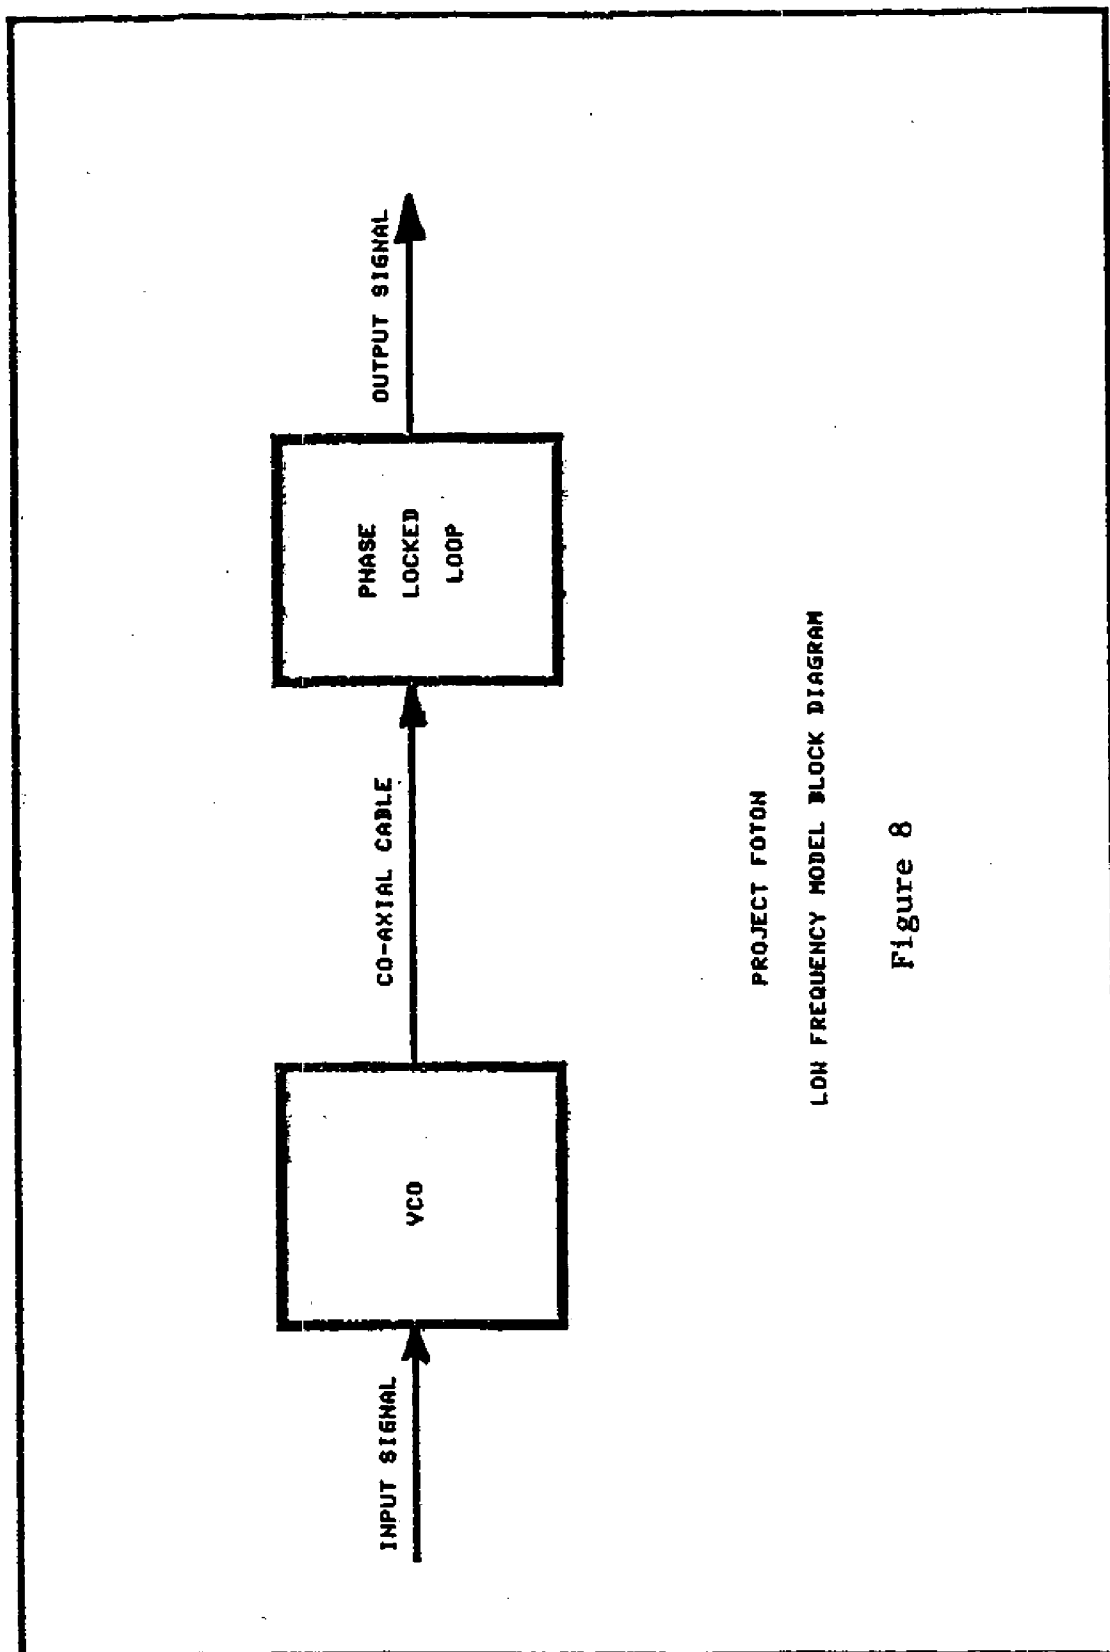 INPUT SIGNAL
VCO
CO-AXIAL CABLE
PHASE
LOCKED
LOOP
OUTPUT SIGNAL
PROJECT FOTON
LOW FREQUENCY MODEL BLOCK DIAGRAM
Figure 8